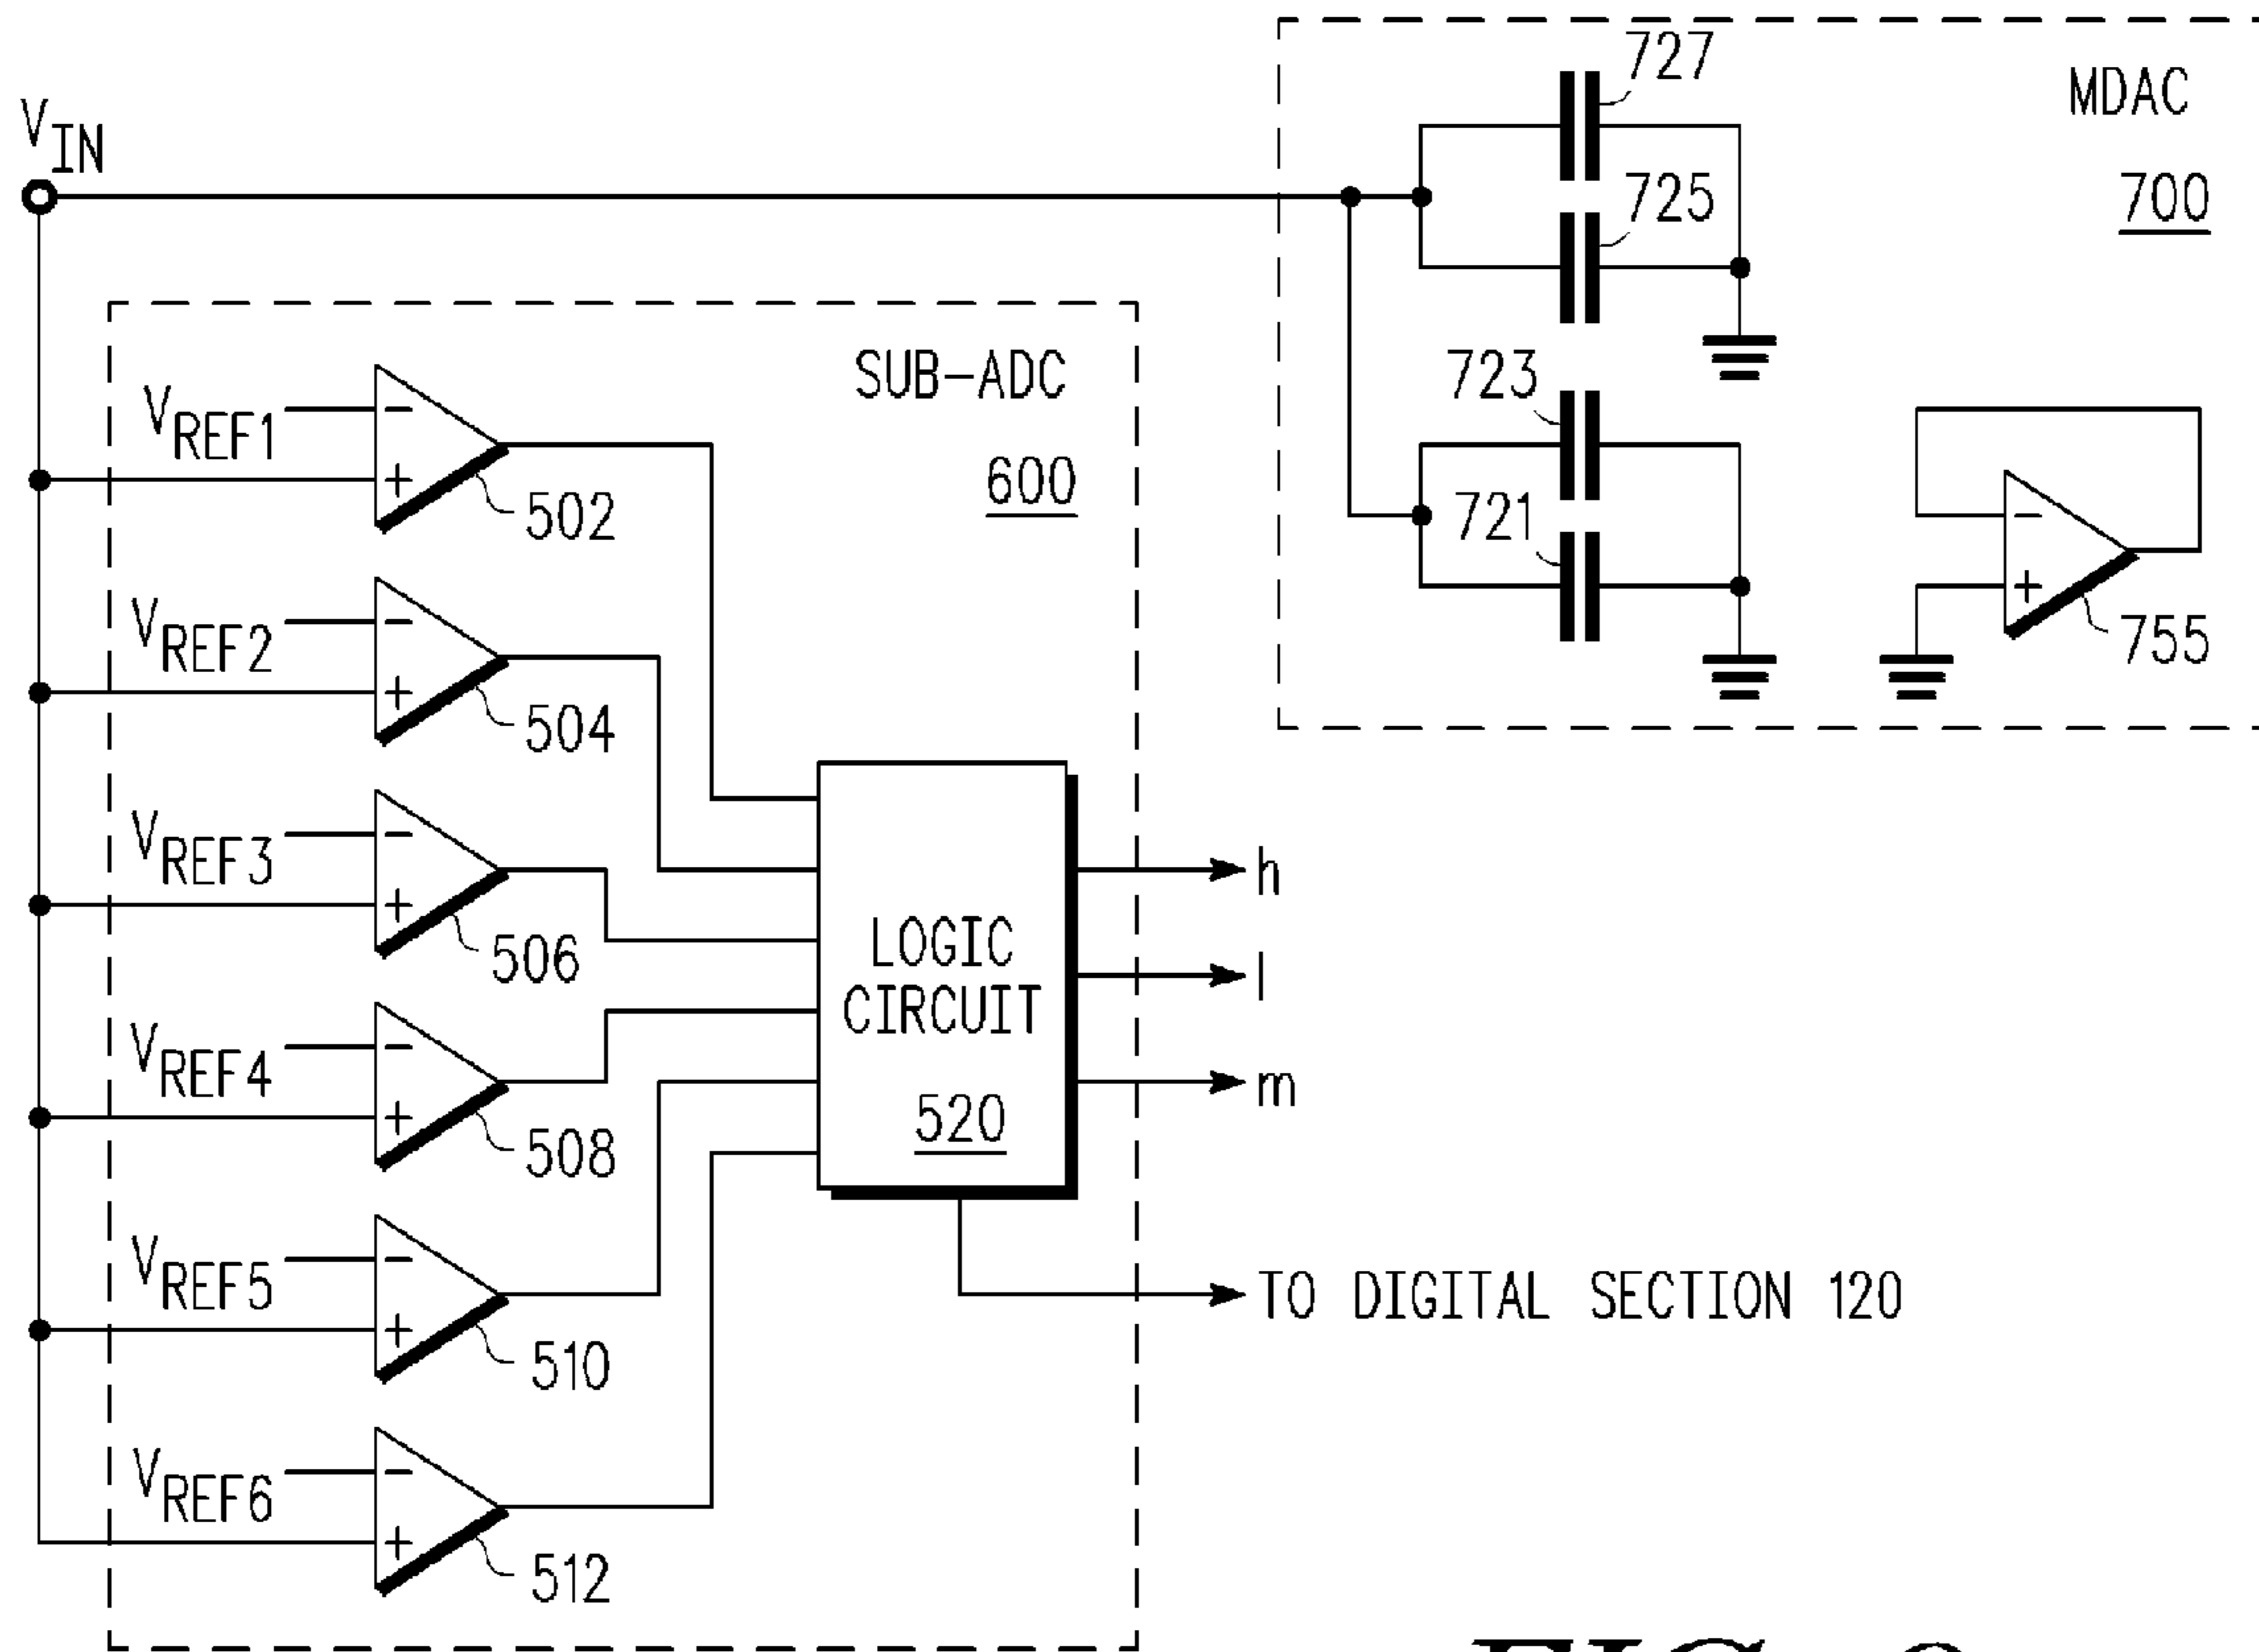 727
MDAC
VIN
725
700
SUB-ADC
723
VREF1
−
600
+
502
721
−
VREF2
−
+
755
+
504
VREF3
−
h
+
LOGIC
506
l
CIRCUIT
VREF4
−
m
+
520
508
VREF5
−
TO DIGITAL SECTION 120
+
510
VREF6
−
+
512